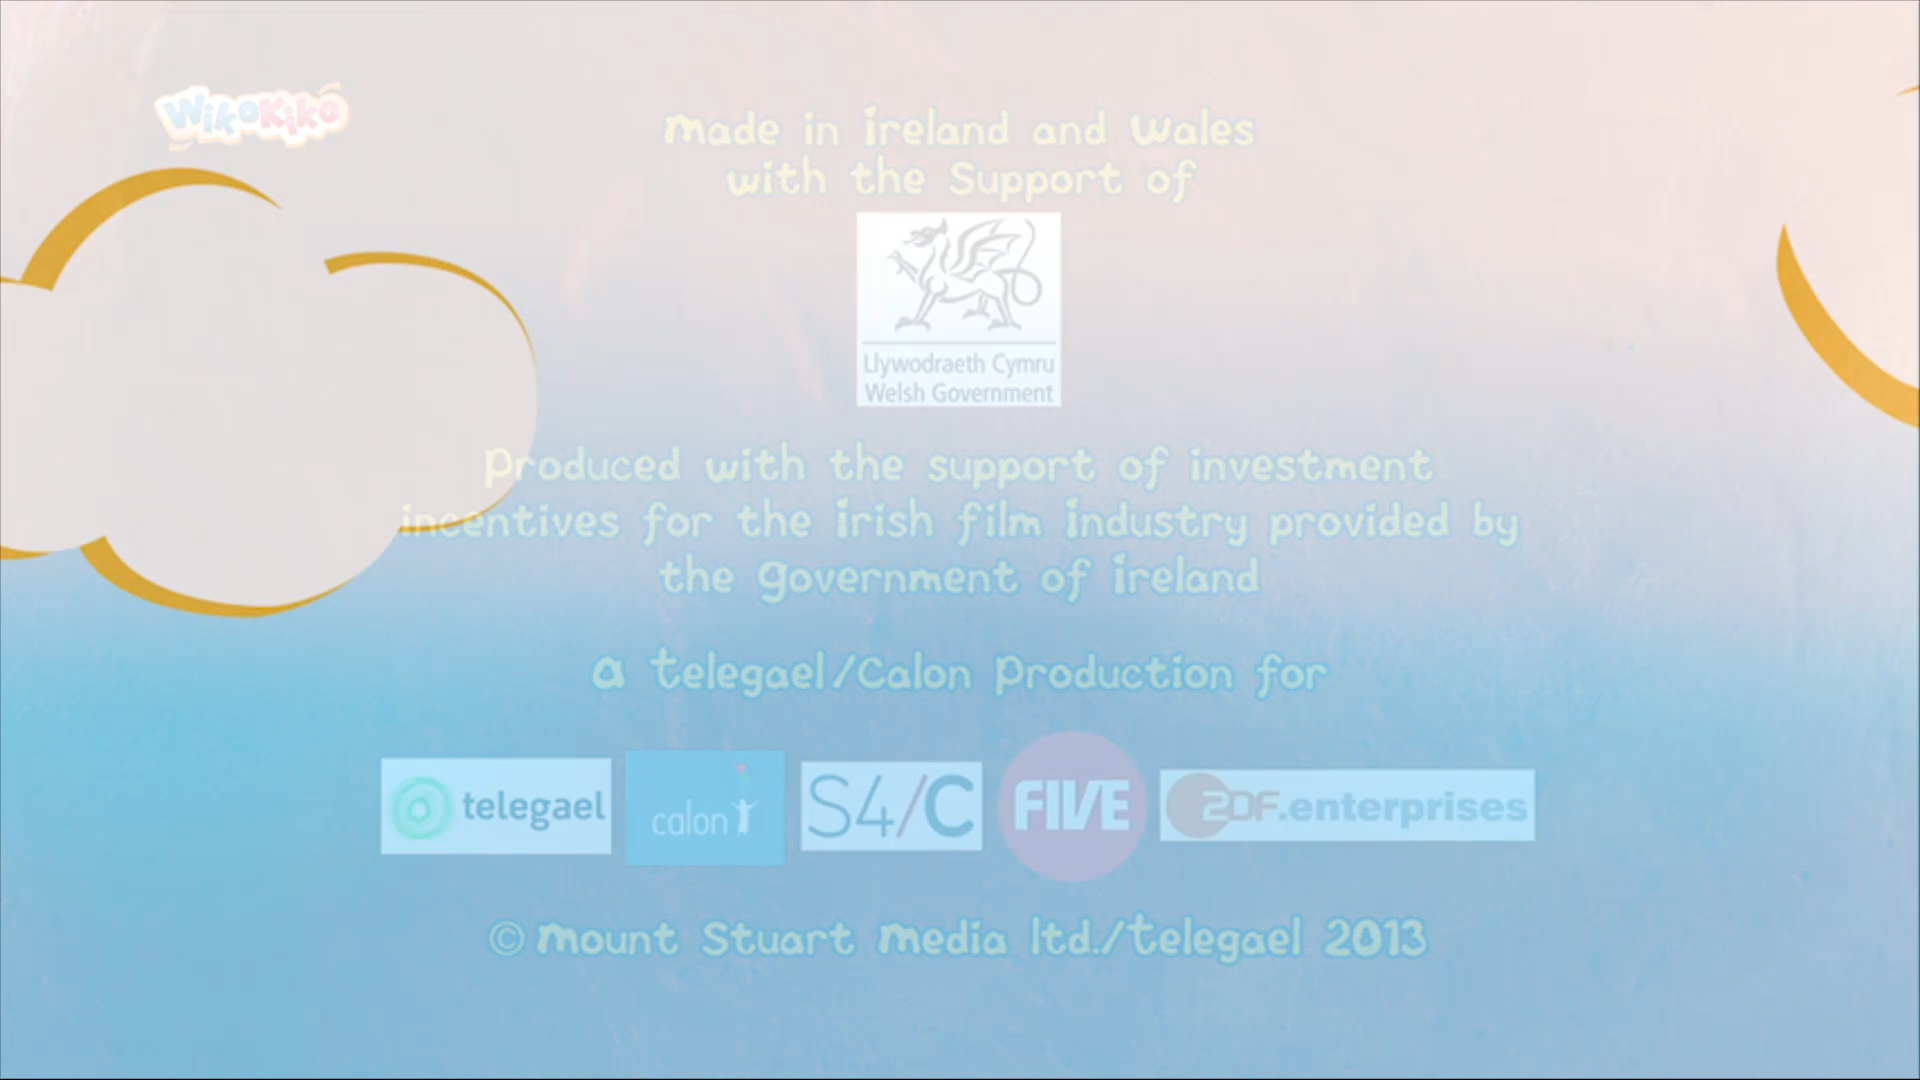 WikoKiko
made in ireland and Wales
with the Support of
Llywodraeth Cymru
Welsh Government
produced with the support of investment
incentives for the irish film industry provided by
the government of ireland
a telegael/Calon Production for
telegael calon S4/C FIVE ZDF.enterprises
© mount Stuart media ltd./telegael 2013